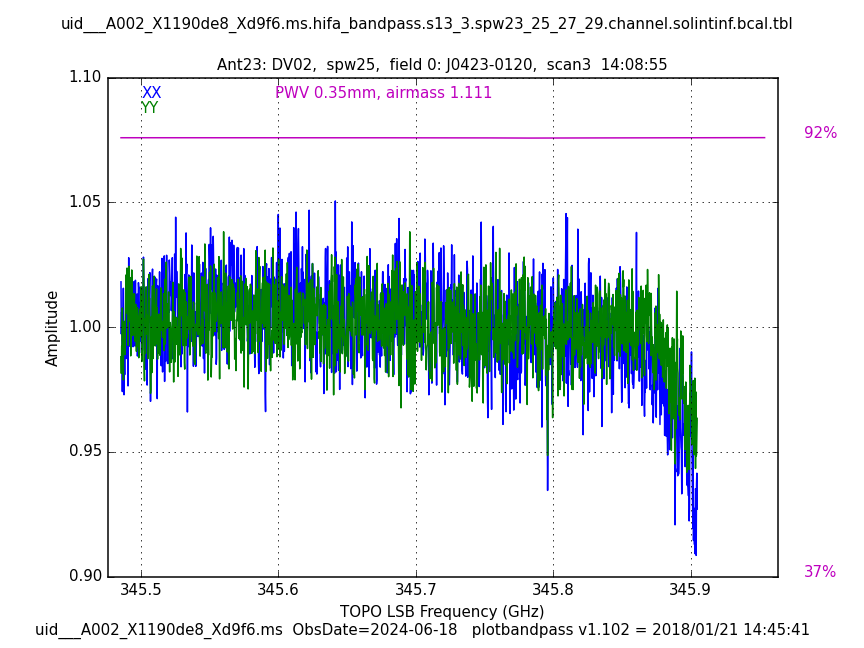 uid___A002_X1190de8_Xd9f6.ms.hifa_bandpass.s13_3.spw23_25_27_29.channel.solintinf.bcal.tbl
Ant23: DV02,  spw25,  field 0: J0423-0120,  scan3  14:08:55
1.10
XX
PWV 0.35mm, airmass 1.111
YY
92%
1.05
1.00
Amplitude
0.95
0.90
37%
345.5 345.6 345.7 345.8 345.9
TOPO LSB Frequency (GHz)
uid___A002_X1190de8_Xd9f6.ms  ObsDate=2024-06-18   plotbandpass v1.102 = 2018/01/21 14:45:41